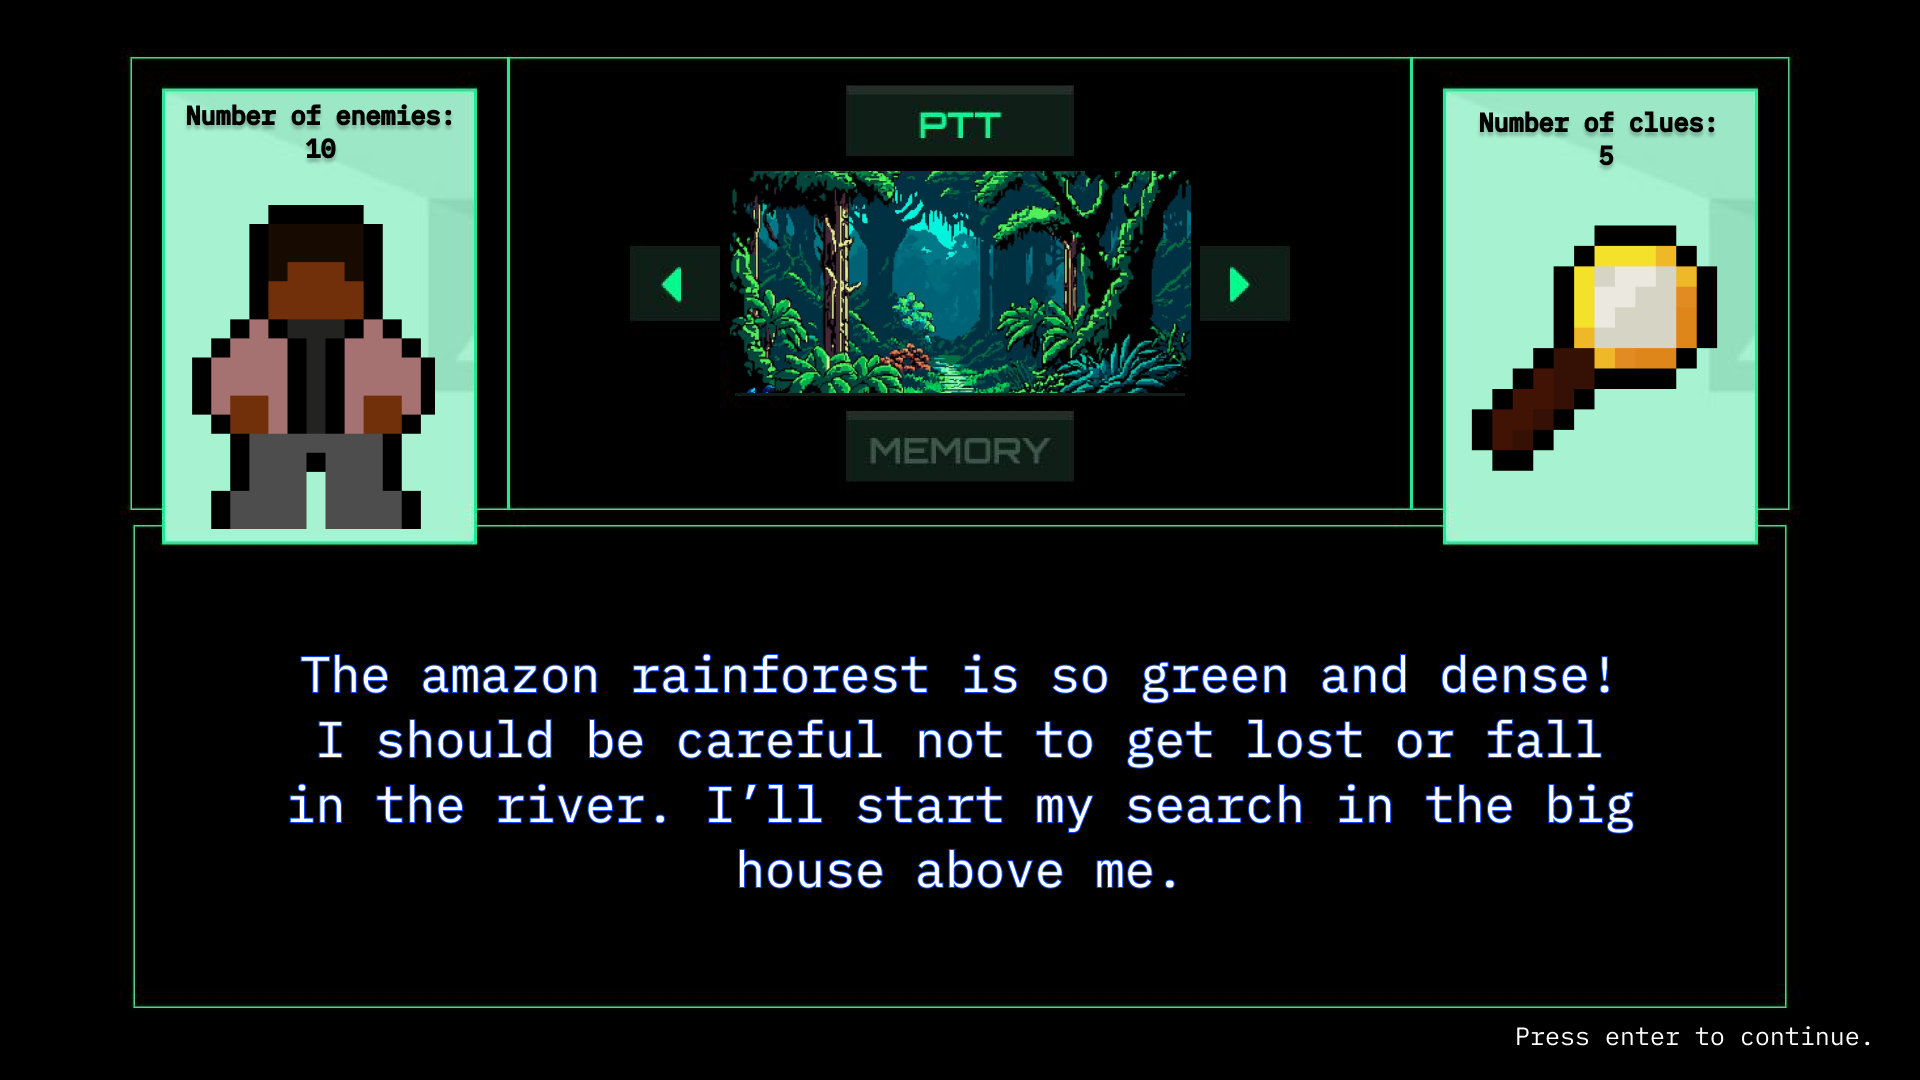 Number of enemies:
10
PTT
MEMORY
Number of clues:
5
The amazon rainforest is so green and dense!
I should be careful not to get lost or fall
in the river. I’ll start my search in the big
house above me.
Press enter to continue.